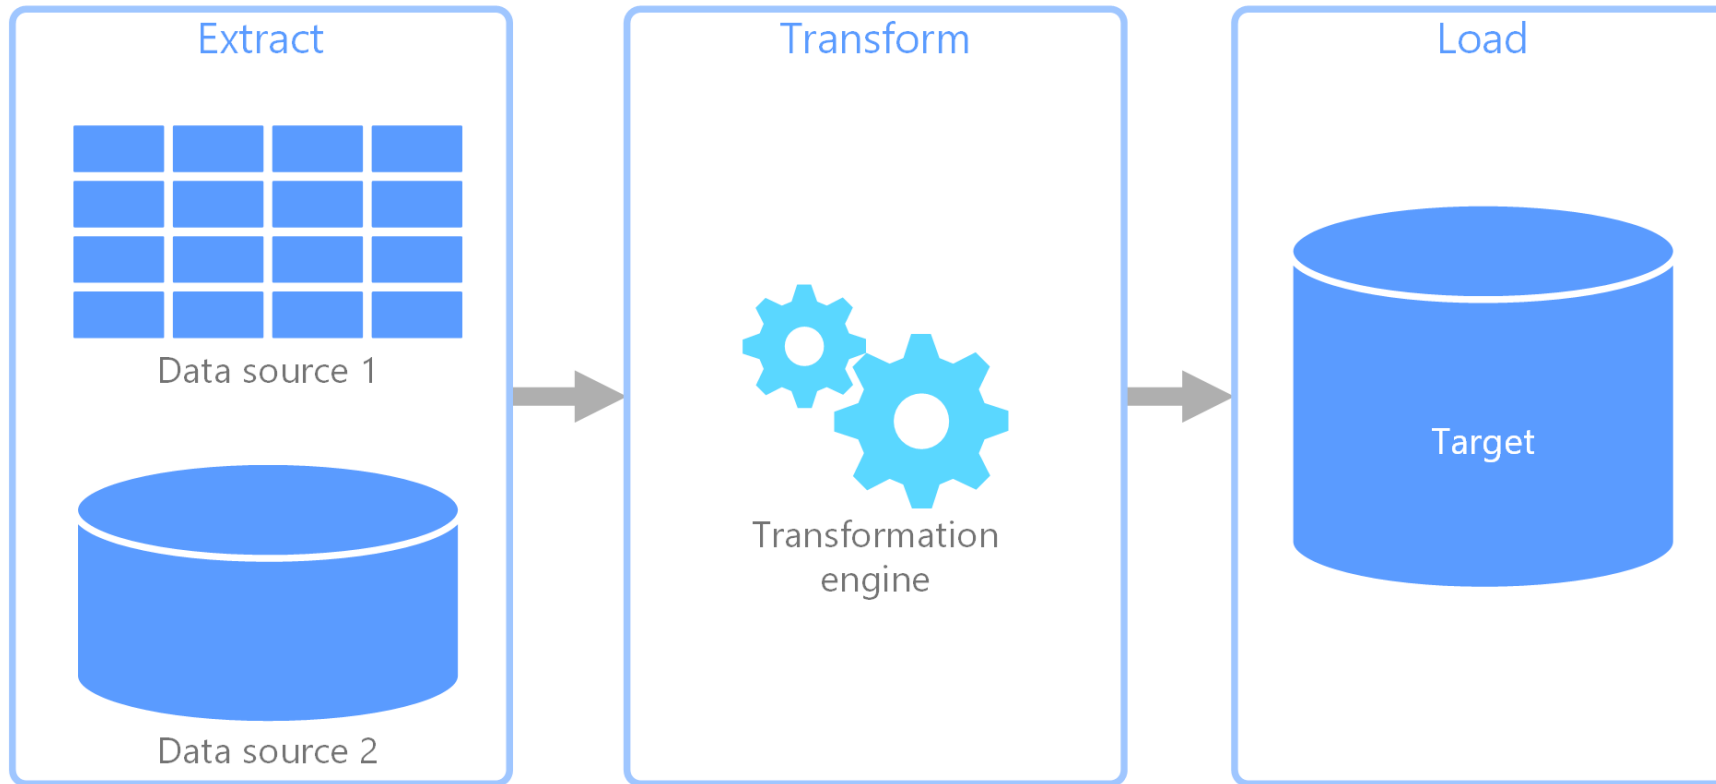 Extract
Data source 1
Data source 2
Transform
Transformation
engine
Load
Target